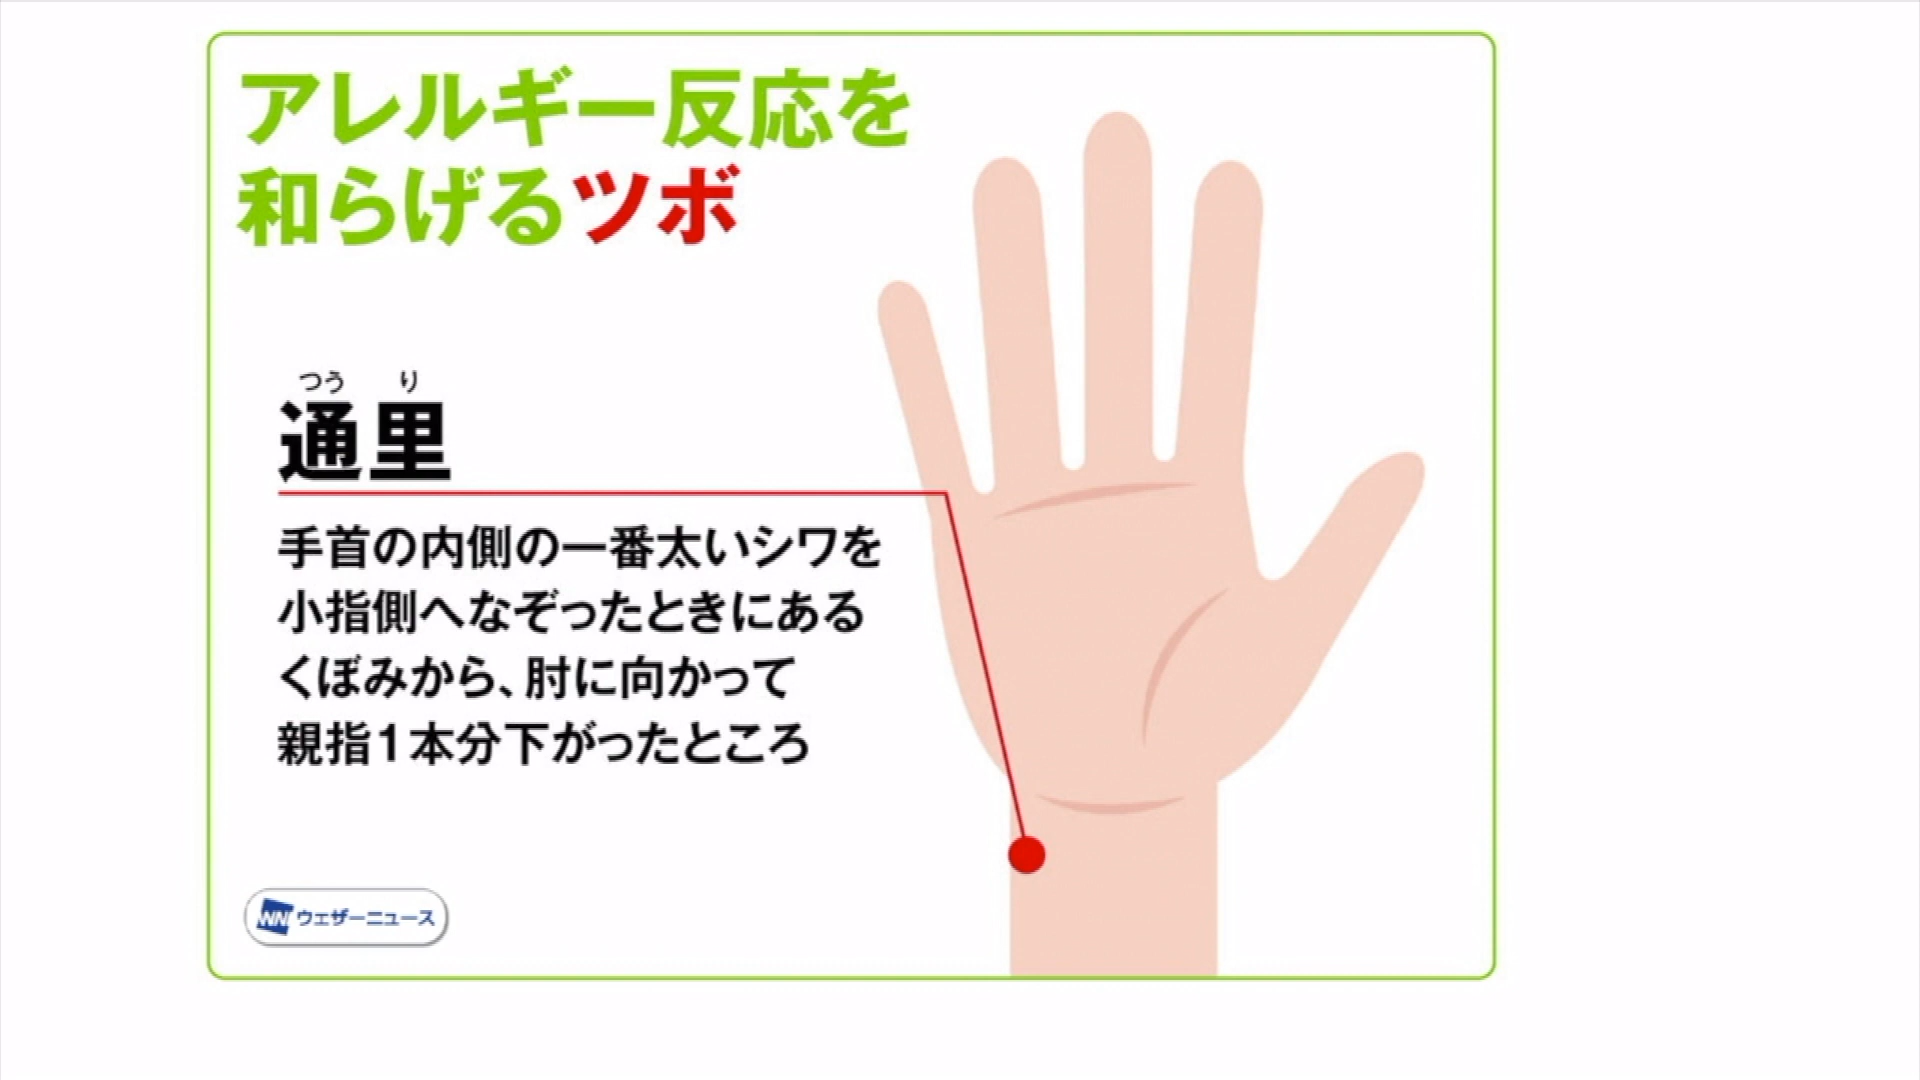 アレルギー反応を
和らげるツボ
つうり
通里
手首の内側の一番太いシワを
小指側へなぞったときにある
くぼみから、肘に向かって
親指1本分下がったところ
WN ウェザーニュース